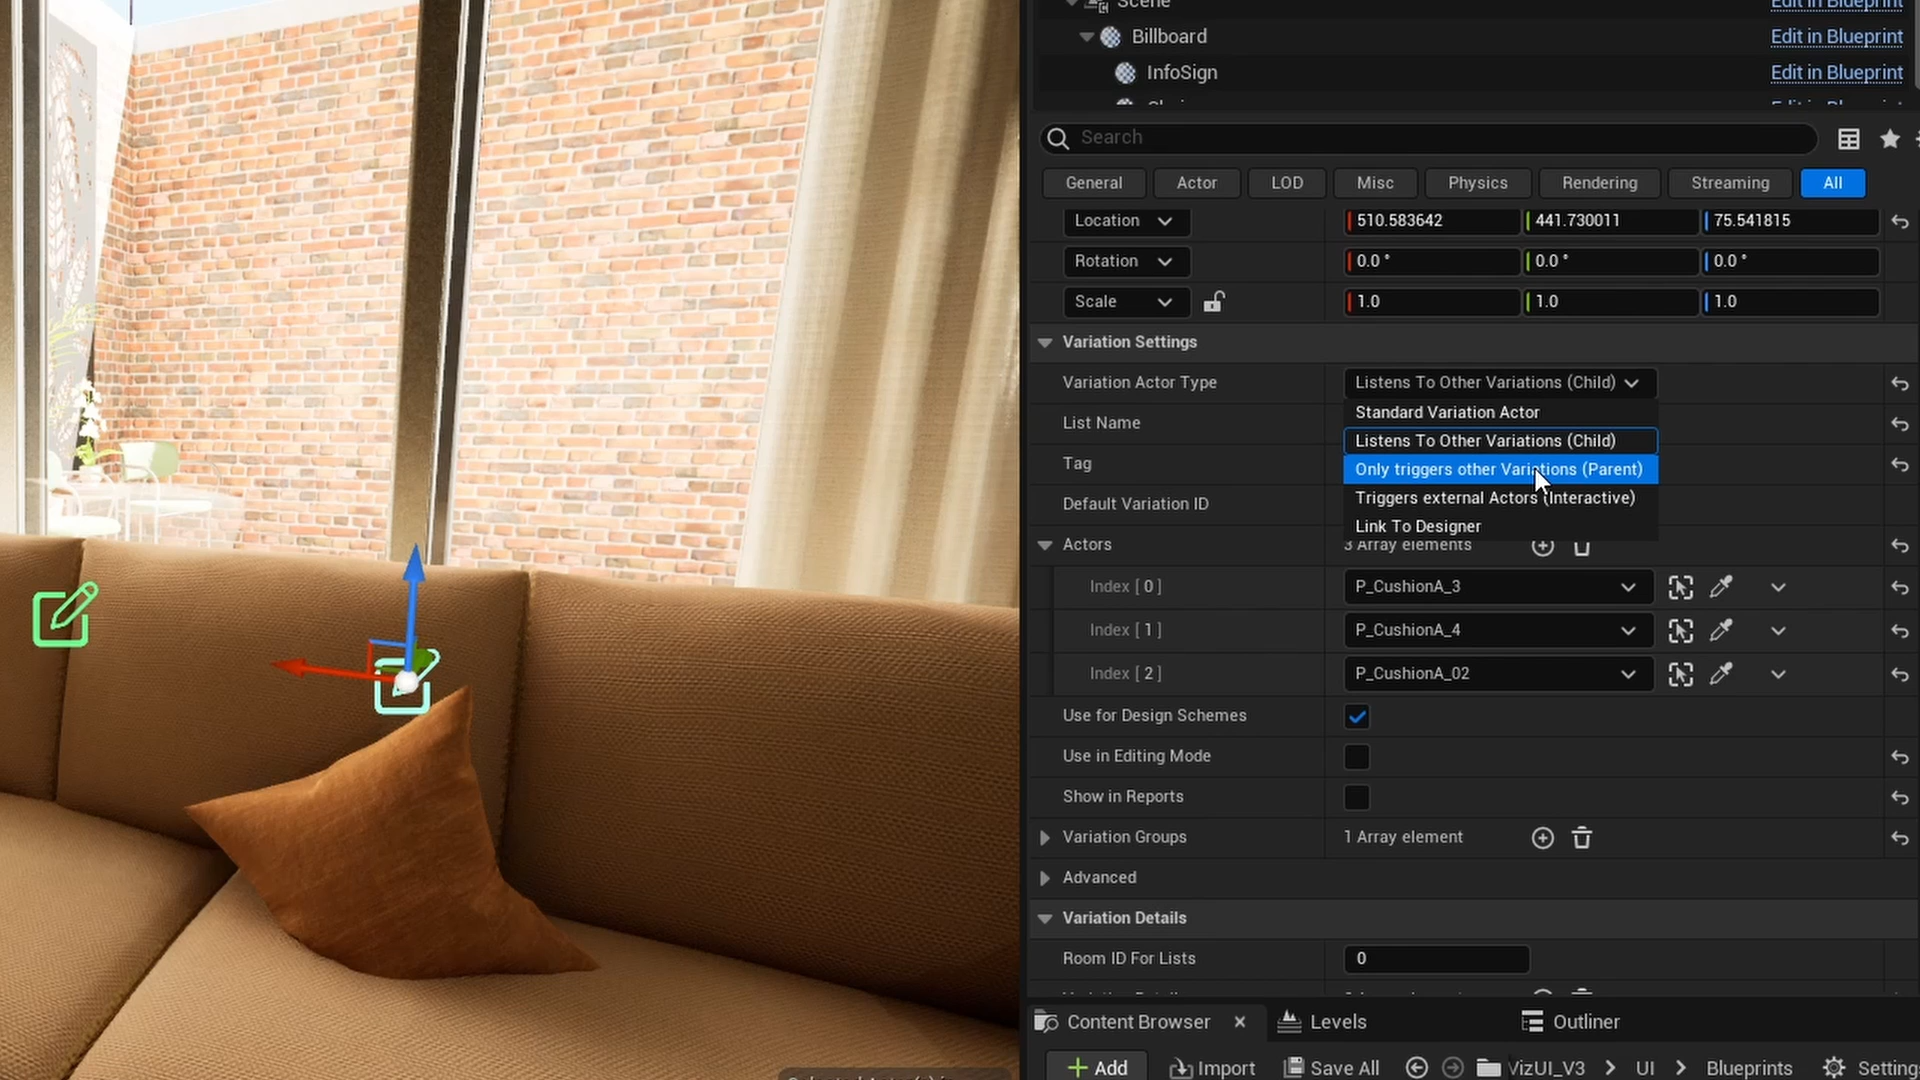 Scene Edit in Blueprint
Billboard Edit in Blueprint
InfoSign Edit in Blueprint
Search
General Actor LOD Misc Physics Rendering Streaming All
Location 510.583642 441.730011 75.541815
Rotation 0.0 ° 0.0 ° 0.0 °
Scale 1.0 1.0 1.0
Variation Settings
Variation Actor Type Listens To Other Variations (Child)
Standard Variation Actor
List Name
Listens To Other Variations (Child)
Tag
Only triggers other Variations (Parent)
Triggers external Actors (Interactive)
Default Variation ID
Link To Designer
Actors 3 Array elements
Index [ 0 ] P_CushionA_3
Index [ 1 ] P_CushionA_4
Index [ 2 ] P_CushionA_02
Use for Design Schemes
Use in Editing Mode
Show in Reports
Variation Groups 1 Array element
Advanced
Variation Details
Room ID For Lists 0
Content Browser Levels Outliner
Add Import Save All VizUI_V3 UI Blueprints